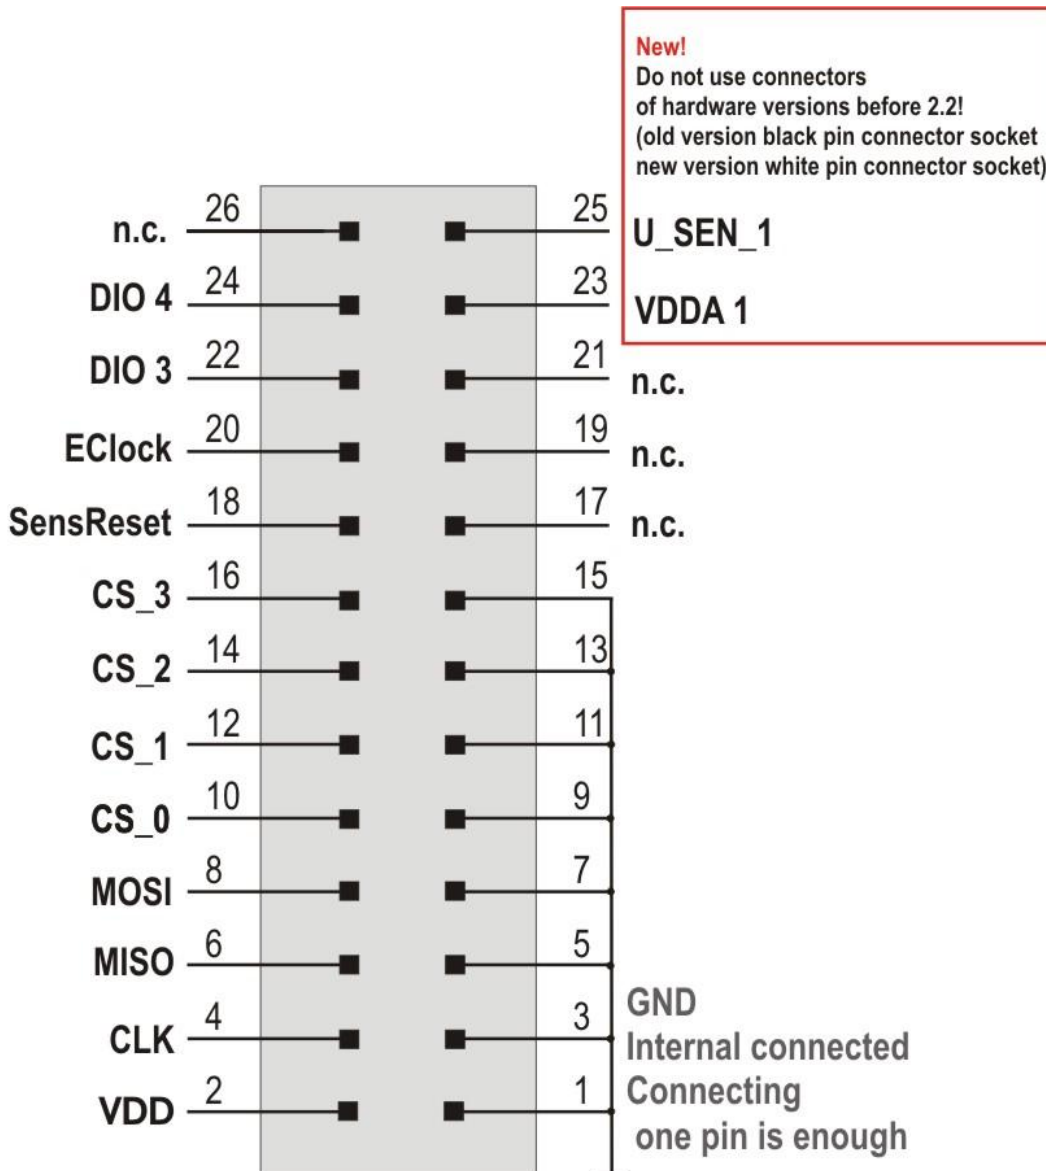 New!
Do not use connectors
of hardware versions before 2.2!
(old version black pin connector socket
new version white pin connector socket)
n.c. 26 25 U_SEN_1
DIO 4 24 23 VDDA 1
DIO 3 22 21 n.c.
EClock 20 19 n.c.
SensReset 18 17 n.c.
CS_3 16 15
CS_2 14 13
CS_1 12 11
CS_0 10 9
MOSI 8 7
MISO 6 5
CLK 4 3
VDD 2 1
GND
Internal connected
Connecting
one pin is enough